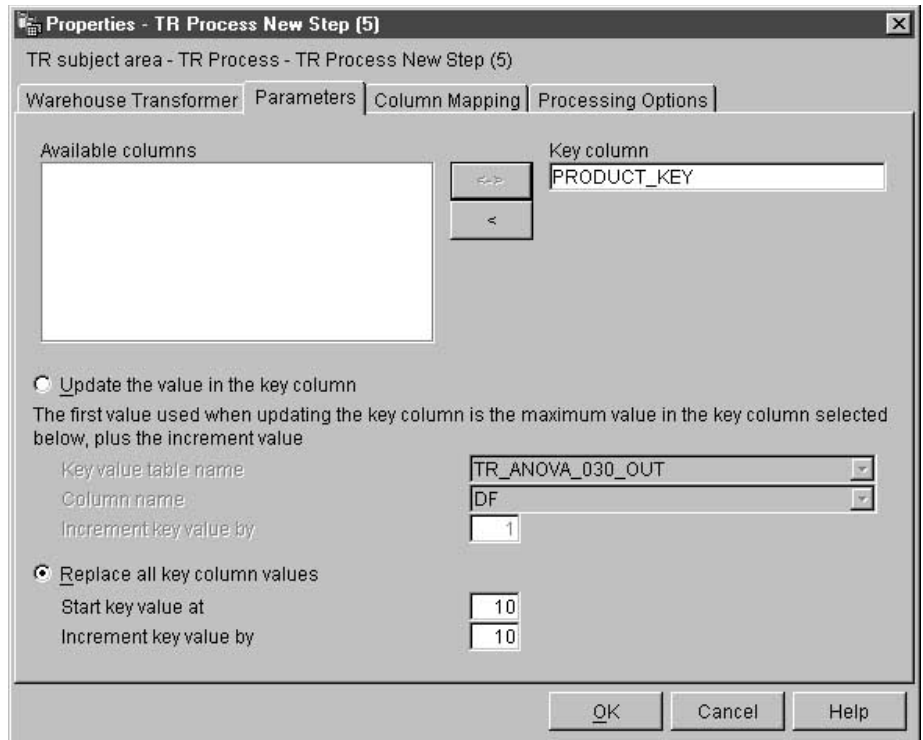 Properties - TR Process New Step (5)
TR subject area - TR Process - TR Process New Step (5)
Warehouse Transformer Parameters Column Mapping Processing Options
Available columns
Key column
<->
PRODUCT_KEY
<
Update the value in the key column
The first value used when updating the key column is the maximum value in the key column selected
below, plus the increment value
Key value table name TR_ANOVA_030_OUT
Column name DF
Increment key value by 1
Replace all key column values
Start key value at 10
Increment key value by 10
OK Cancel Help